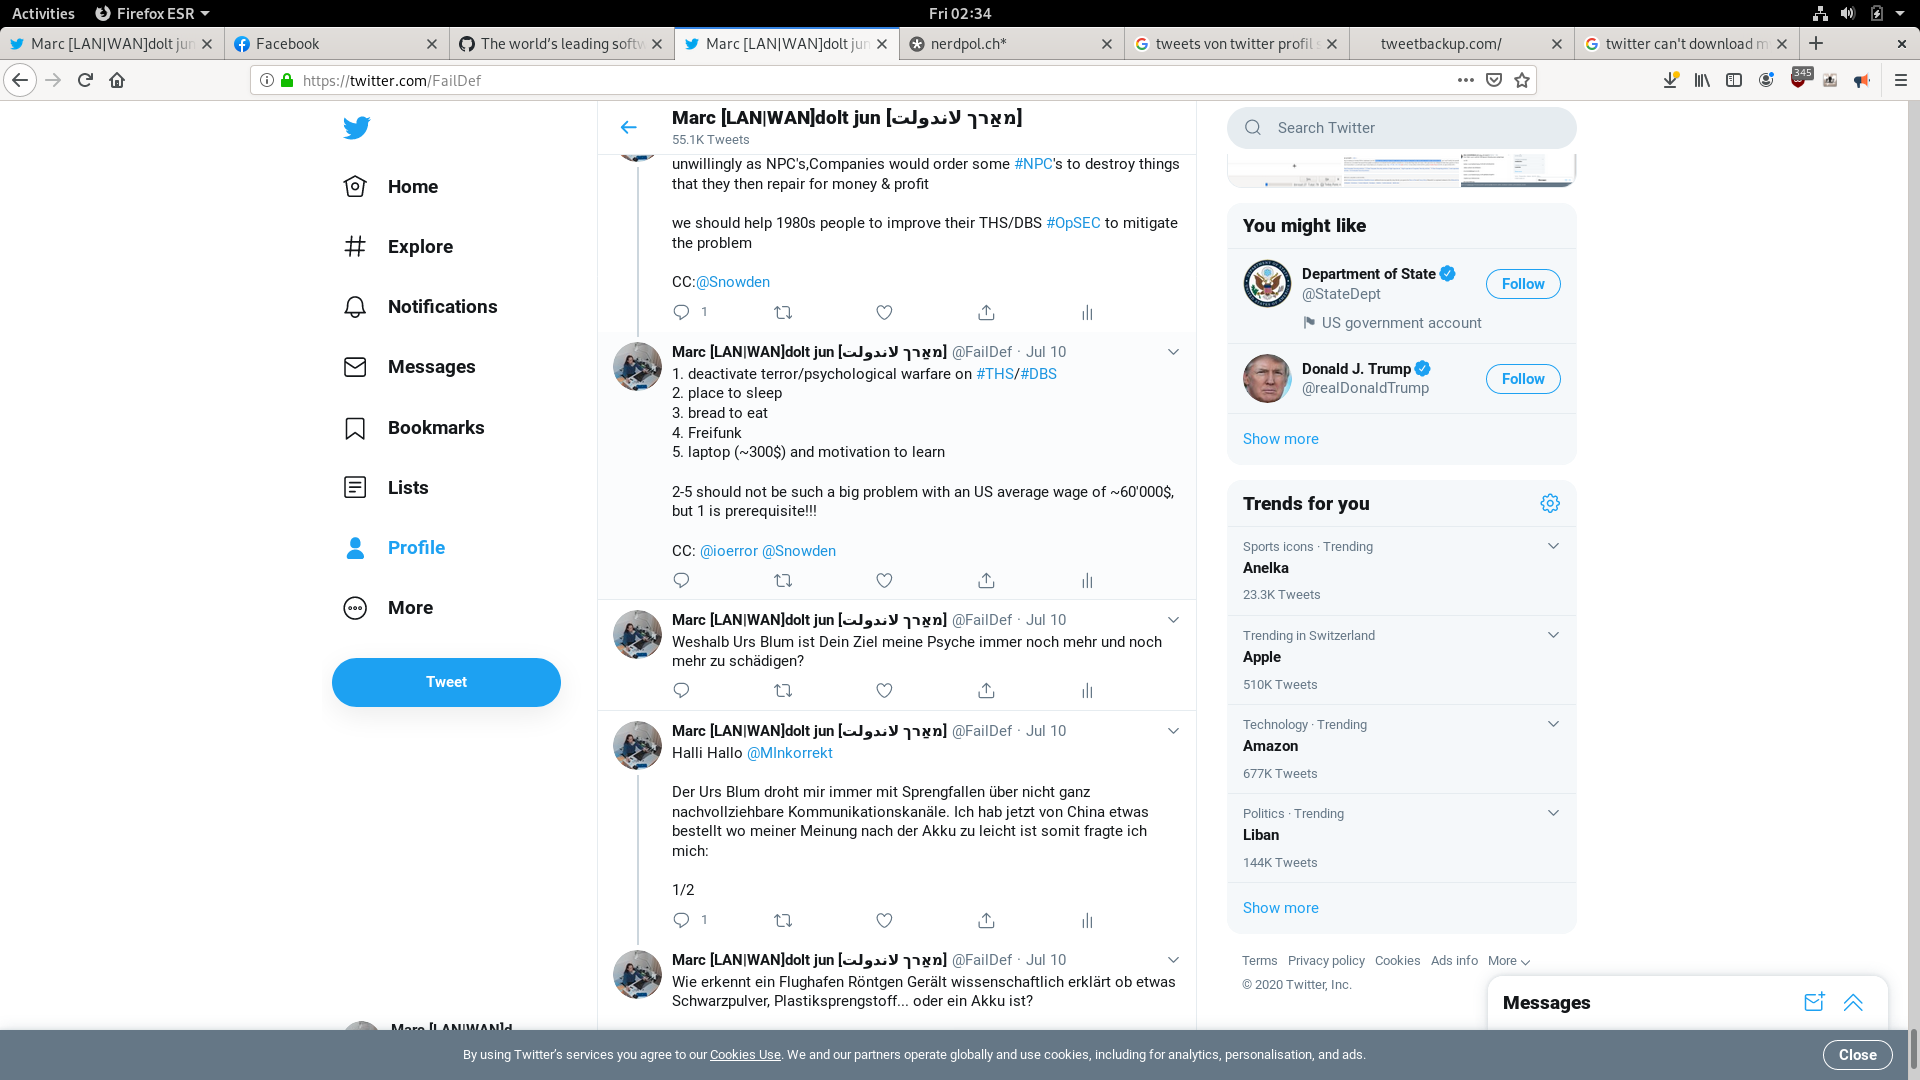 Activities Firefox ESR Fri 02:34
Marc [LAN|WAN]dolt jun
Facebook
The world's leading softw
Marc [LAN|WAN]dolt jun
nerdpol.ch*
tweets von twitter profil s
tweetbackup.com/
twitter can't download m
https://twitter.com/FailDef
345
Home
Explore
Notifications
Messages
Bookmarks
Lists
Profile
More
Tweet
Marc [LAN|WAN]d
Marc [LAN|WAN]dolt jun [מאַרך לאנדולת]
55.1K Tweets
unwillingly as NPC's,Companies would order some #NPC's to destroy things
that they then repair for money & profit
we should help 1980s people to improve their THS/DBS #OpSEC to mitigate
the problem
CC:@Snowden
1
Marc [LAN|WAN]dolt jun [מאַרך לאנדולת] @FailDef · Jul 10
1. deactivate terror/psychological warfare on #THS/#DBS
2. place to sleep
3. bread to eat
4. Freifunk
5. laptop (~300$) and motivation to learn
2-5 should not be such a big problem with an US average wage of ~60'000$,
but 1 is prerequisite!!!
CC: @ioerror @Snowden
Marc [LAN|WAN]dolt jun [מאַרך לאנדולת] @FailDef · Jul 10
Weshalb Urs Blum ist Dein Ziel meine Psyche immer noch mehr und noch
mehr zu schädigen?
Marc [LAN|WAN]dolt jun [מאַרך לאנדולת] @FailDef · Jul 10
Halli Hallo @MInkorrekt
Der Urs Blum droht mir immer mit Sprengfallen über nicht ganz
nachvollziehbare Kommunikationskanäle. Ich hab jetzt von China etwas
bestellt wo meiner Meinung nach der Akku zu leicht ist somit fragte ich
mich:
1/2
1
Marc [LAN|WAN]dolt jun [מאַרך לאנדולת] @FailDef · Jul 10
Wie erkennt ein Flughafen Röntgen Gerält wissenschaftlich erklärt ob etwas
Schwarzpulver, Plastiksprengstoff... oder ein Akku ist?
Search Twitter
You might like
Department of State
@StateDept
Follow
US government account
Donald J. Trump
@realDonaldTrump
Follow
Show more
Trends for you
Sports icons · Trending
Anelka
23.3K Tweets
Trending in Switzerland
Apple
510K Tweets
Technology · Trending
Amazon
677K Tweets
Politics · Trending
Liban
144K Tweets
Show more
Terms Privacy policy Cookies Ads info More
© 2020 Twitter, Inc.
Messages
By using Twitter's services you agree to our Cookies Use. We and our partners operate globally and use cookies, including for analytics, personalisation, and ads.
Close